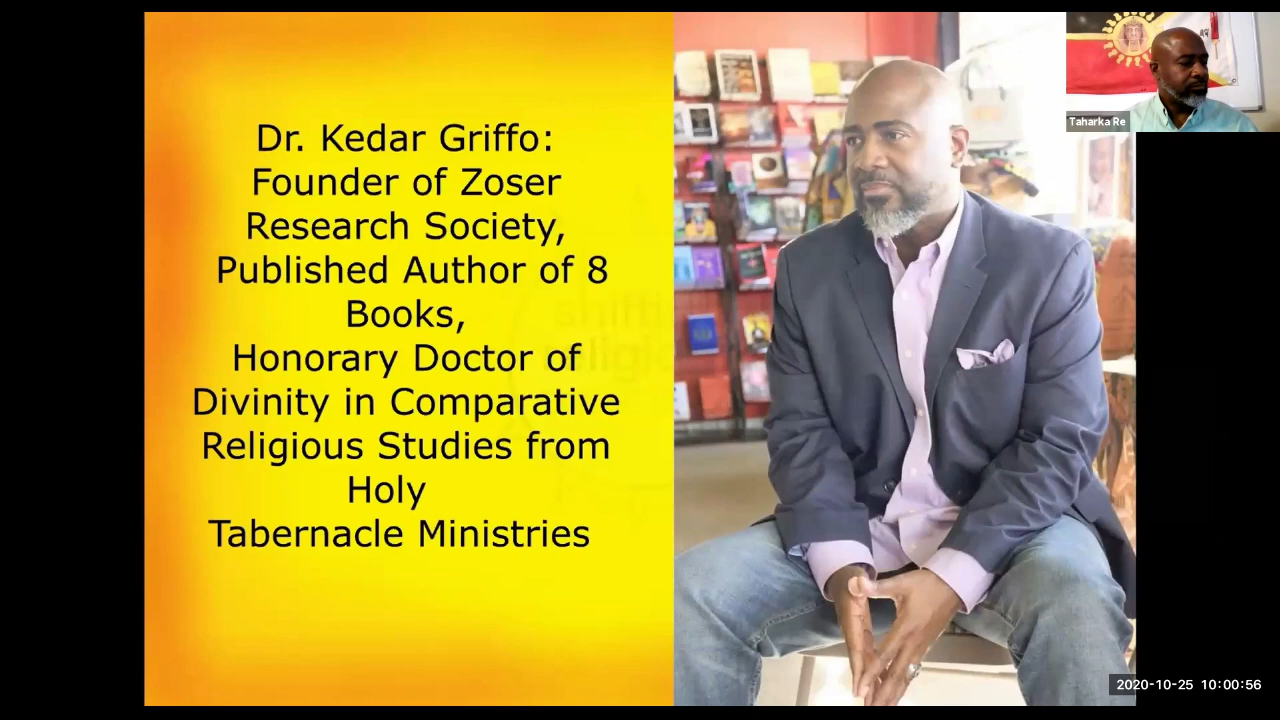 Dr. Kedar Griffo:
Founder of Zoser
Research Society,
Published Author of 8
Books,
Honorary Doctor of
Divinity in Comparative
Religious Studies from
Holy
Tabernacle Ministries
Taharka Re
2020-10-25 10:00:56